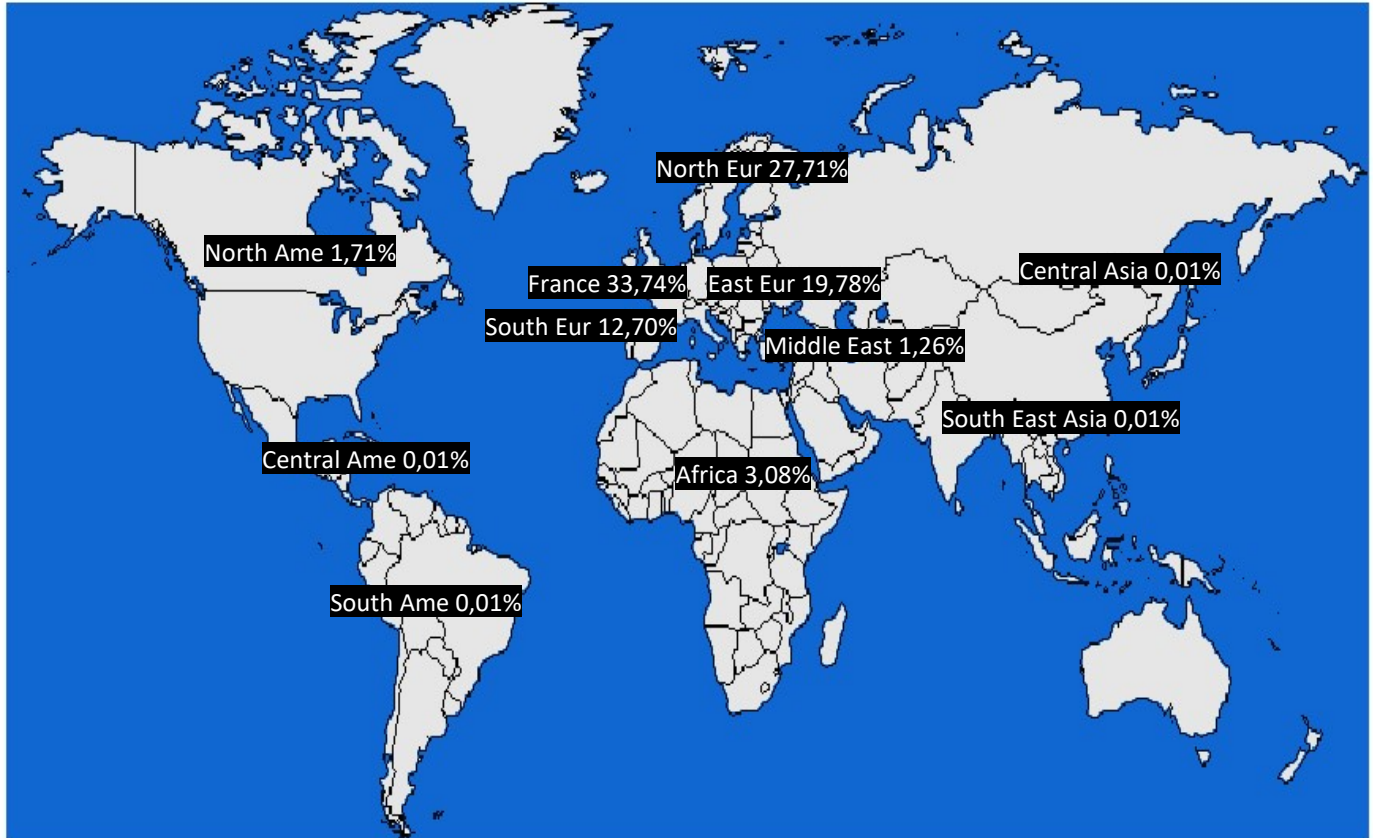 North Eur 27,71%
North Ame 1,71%
Central Asia 0,01%
France 33,74%
East Eur 19,78%
South Eur 12,70%
Middle East 1,26%
South East Asia 0,01%
Central Ame 0,01%
Africa 3,08%
South Ame 0,01%